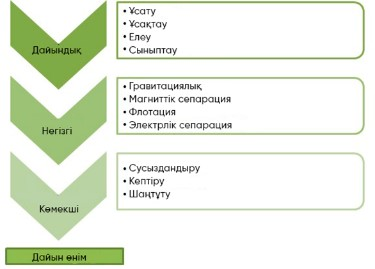 Дайындық
• Ұсату
• Ұсақтау
• Елеу
• Сыныптау
Негізгі
• Гравитациялық
• Магниттік сепарация
• Флотация
• Электрлік сепарация
Көмекші
• Сусыздандыру
• Кептіру
• Шаңтұту
Дайын өнім